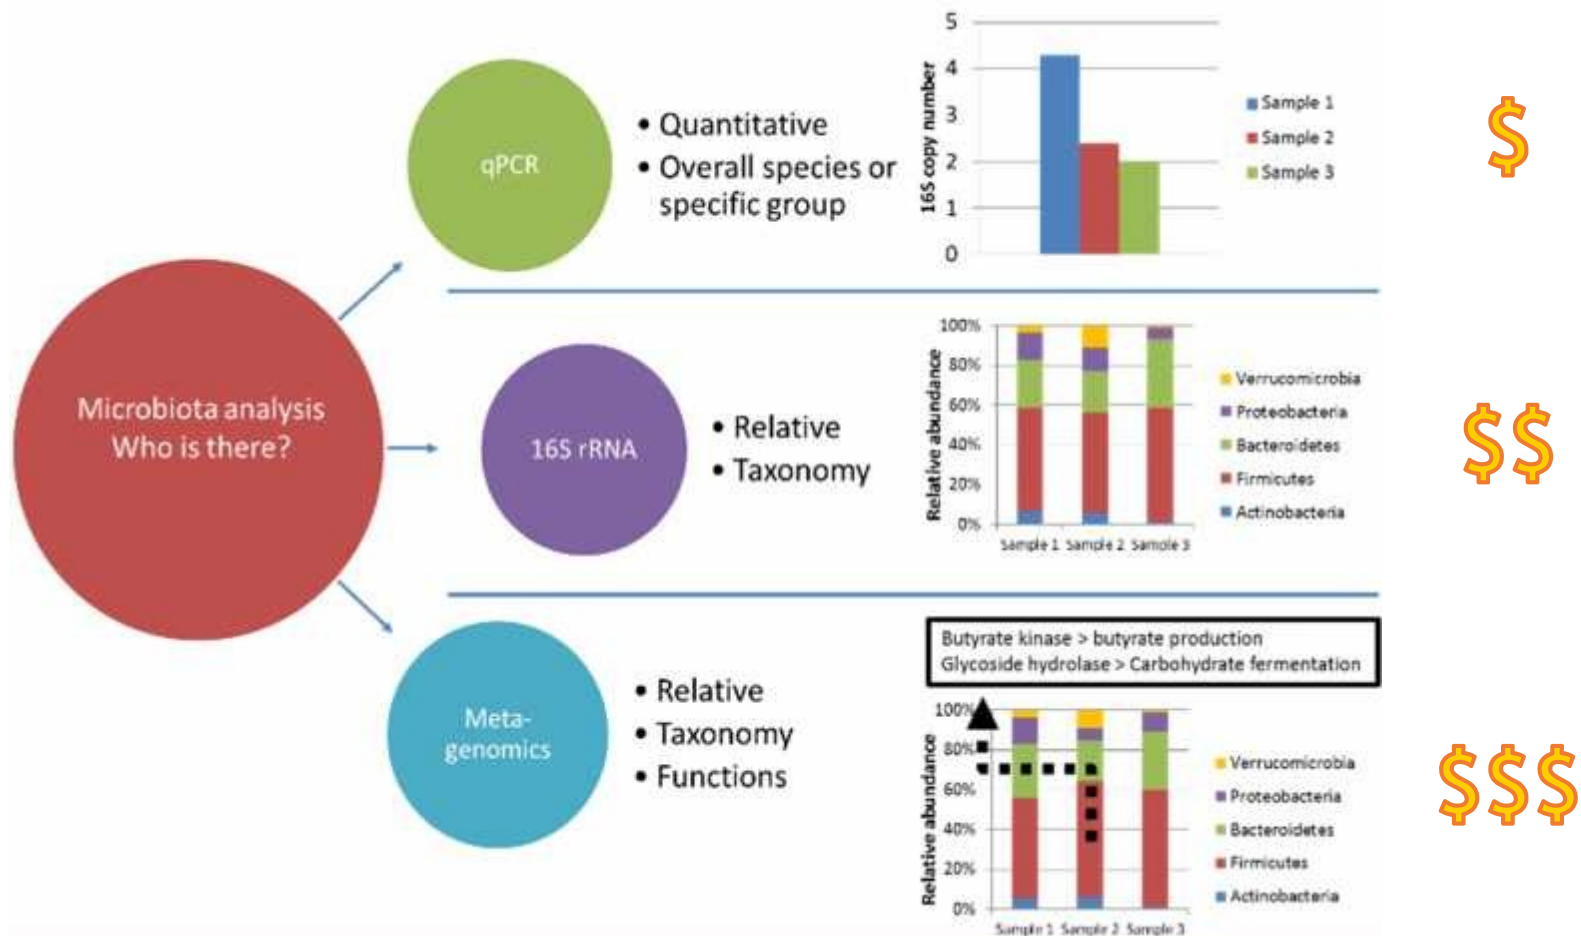 Microbiota analysis
Who is there?
qPCR
• Quantitative
• Overall species or
specific group
16S copy number
5
4
3
2
1
0
Sample 1
Sample 2
Sample 3
$
16S rRNA
• Relative
• Taxonomy
Relative abundance
100%
80%
60%
40%
20%
0%
Sample 1 Sample 2 Sample 3
Verrucomicrobia
Proteobacteria
Bacteroidetes
Firmicutes
Actinobacteria
$$
Meta-
genomics
• Relative
• Taxonomy
• Functions
Butyrate kinase > butyrate production
Glycoside hydrolase > Carbohydrate fermentation
Relative abundance
100%
80%
60%
40%
20%
0%
Sample 1 Sample 2 Sample 3
Verrucomicrobia
Proteobacteria
Bacteroidetes
Firmicutes
Actinobacteria
$$$